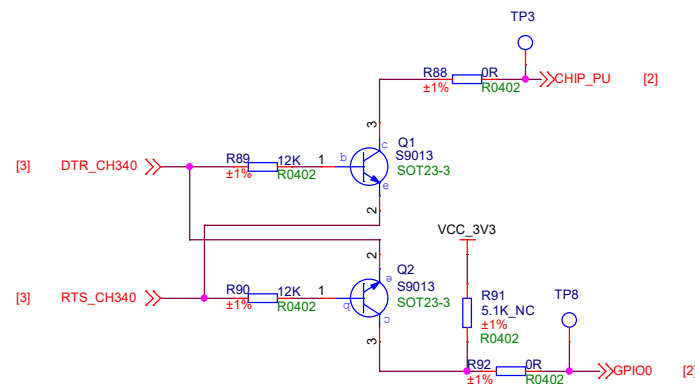 TP3
R88 0R
±1% R0402
CHIP_PU [2]
3
Q1
S9013
SOT23-3
c
b
e
[3] DTR_CH340
R89 12K 1
±1% R0402
2
VCC_3V3
2
Q2
S9013
SOT23-3
e
b
c
[3] RTS_CH340
R90 12K 1
±1% R0402
3
R91
5.1K_NC
±1%
R0402
TP8
R92 0R
±1% R0402
GPIO0 [2]